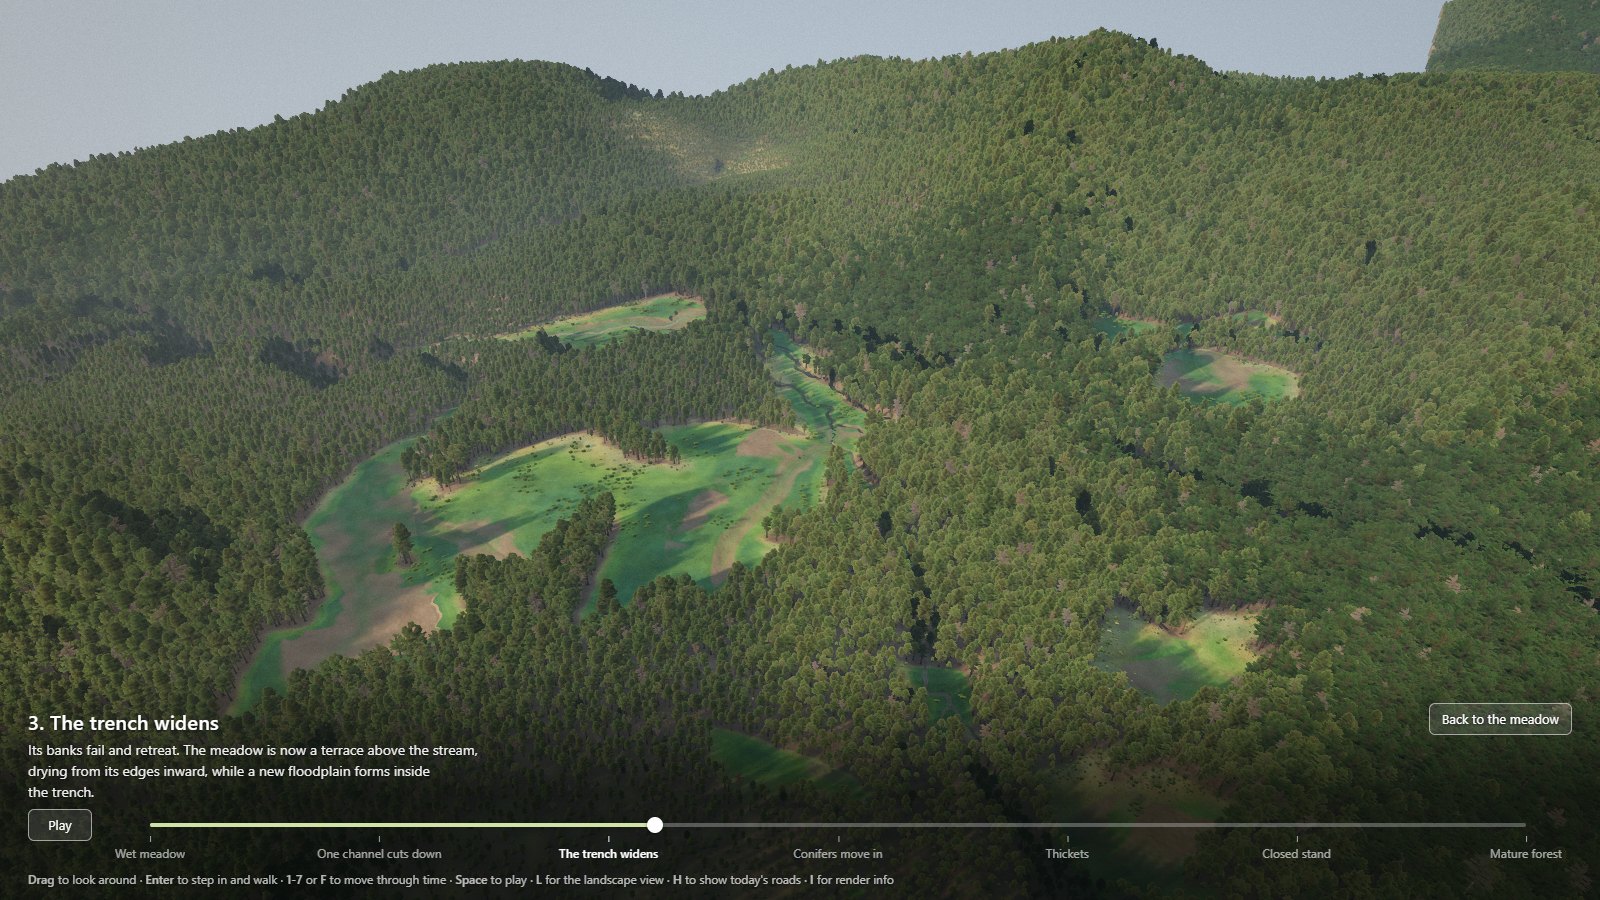 3. The trench widens
Its banks fail and retreat. The meadow is now a terrace above the stream,
drying from its edges inward, while a new floodplain forms inside
the trench.
Back to the meadow
Play
Wet meadow
One channel cuts down
The trench widens
Conifers move in
Thickets
Closed stand
Mature forest
Drag to look around · Enter to step in and walk · 1-7 or F to move through time · Space to play · L for the landscape view · H to show today's roads · I for render info